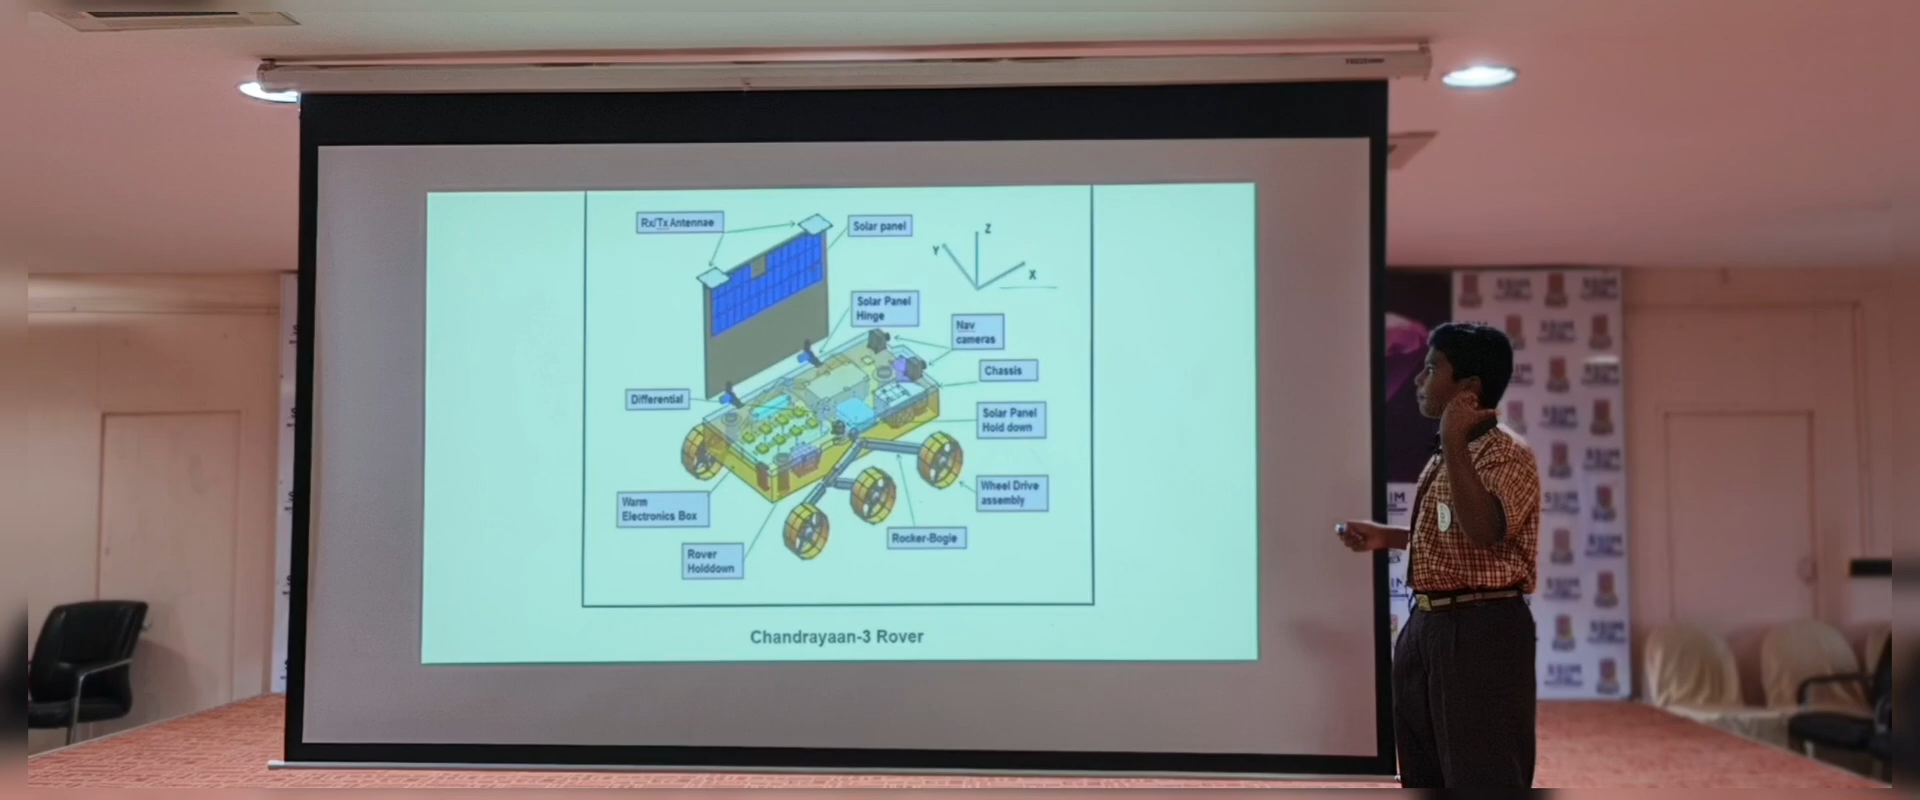 Rx/Tx Antennae
Solar panel
Z
Y
X
Solar Panel
Hinge
Nav
cameras
Chassis
Differential
Solar Panel
Hold down
Wheel Drive
assembly
Warm
Electronics Box
Rocker-Bogie
Rover
Holddown
Chandrayaan-3 Rover
SSIM